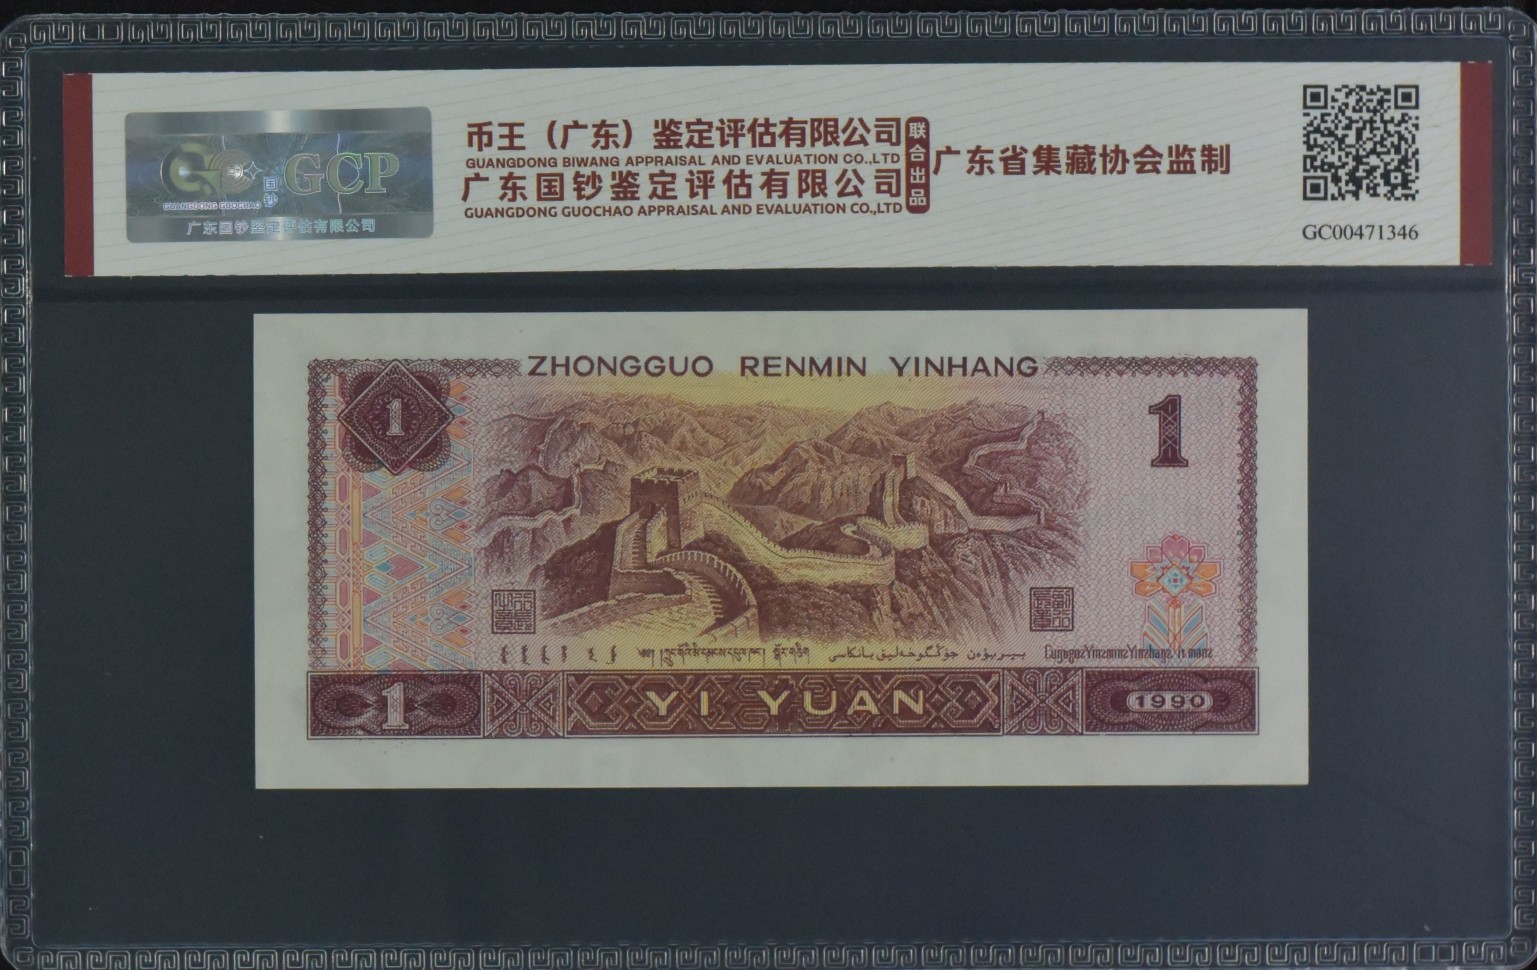 币王（广东）鉴定评估有限公司
GUANGDONG BIWANG APPRAISAL AND EVALUATION CO.,LTD
广东国钞鉴定评估有限公司
GUANGDONG GUOCHAO APPRAISAL AND EVALUATION CO.,LTD
联合出品
广东省集藏协会监制
GC00471346
GCP
国钞
GUANGDONG GUOCHAO
广东国钞鉴定评估有限公司
ZHONGGUO RENMIN YINHANG
1
1
1
YI YUAN
1990